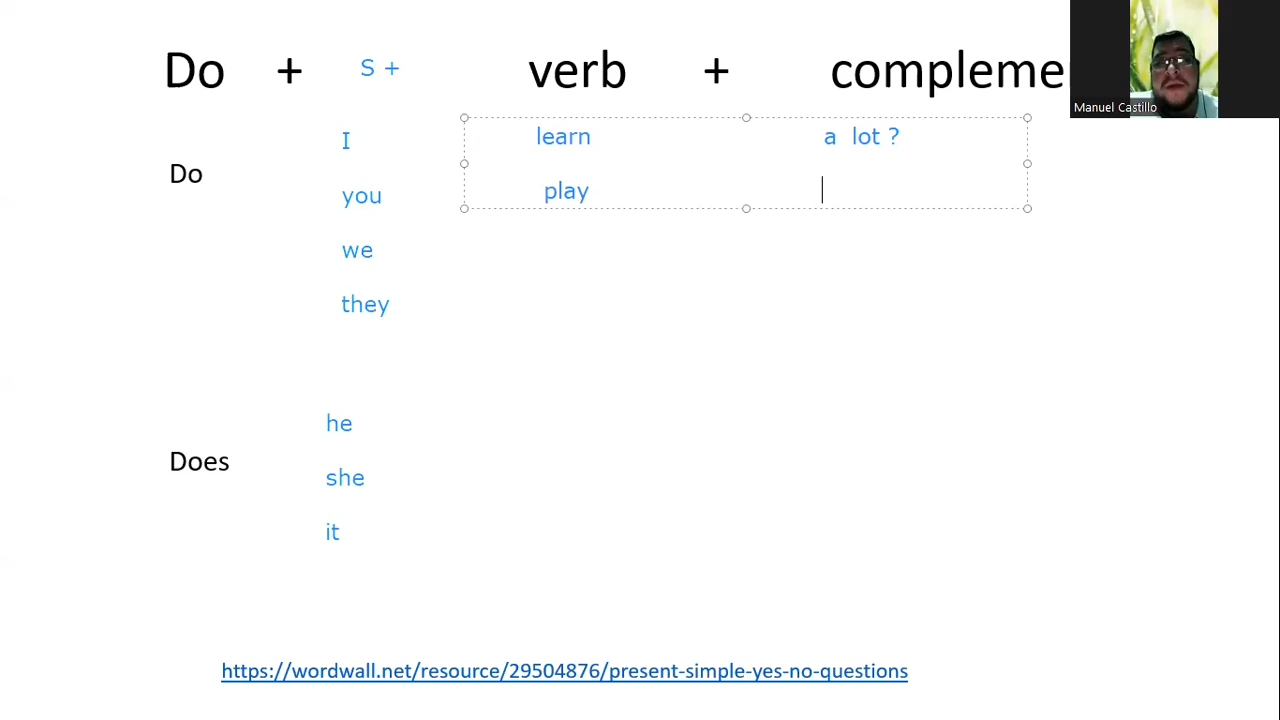 Do + S + verb + compleme
Manuel Castillo
I learn a lot ?
Do
you play
we
they
he
Does
she
it
https://wordwall.net/resource/29504876/present-simple-yes-no-questions